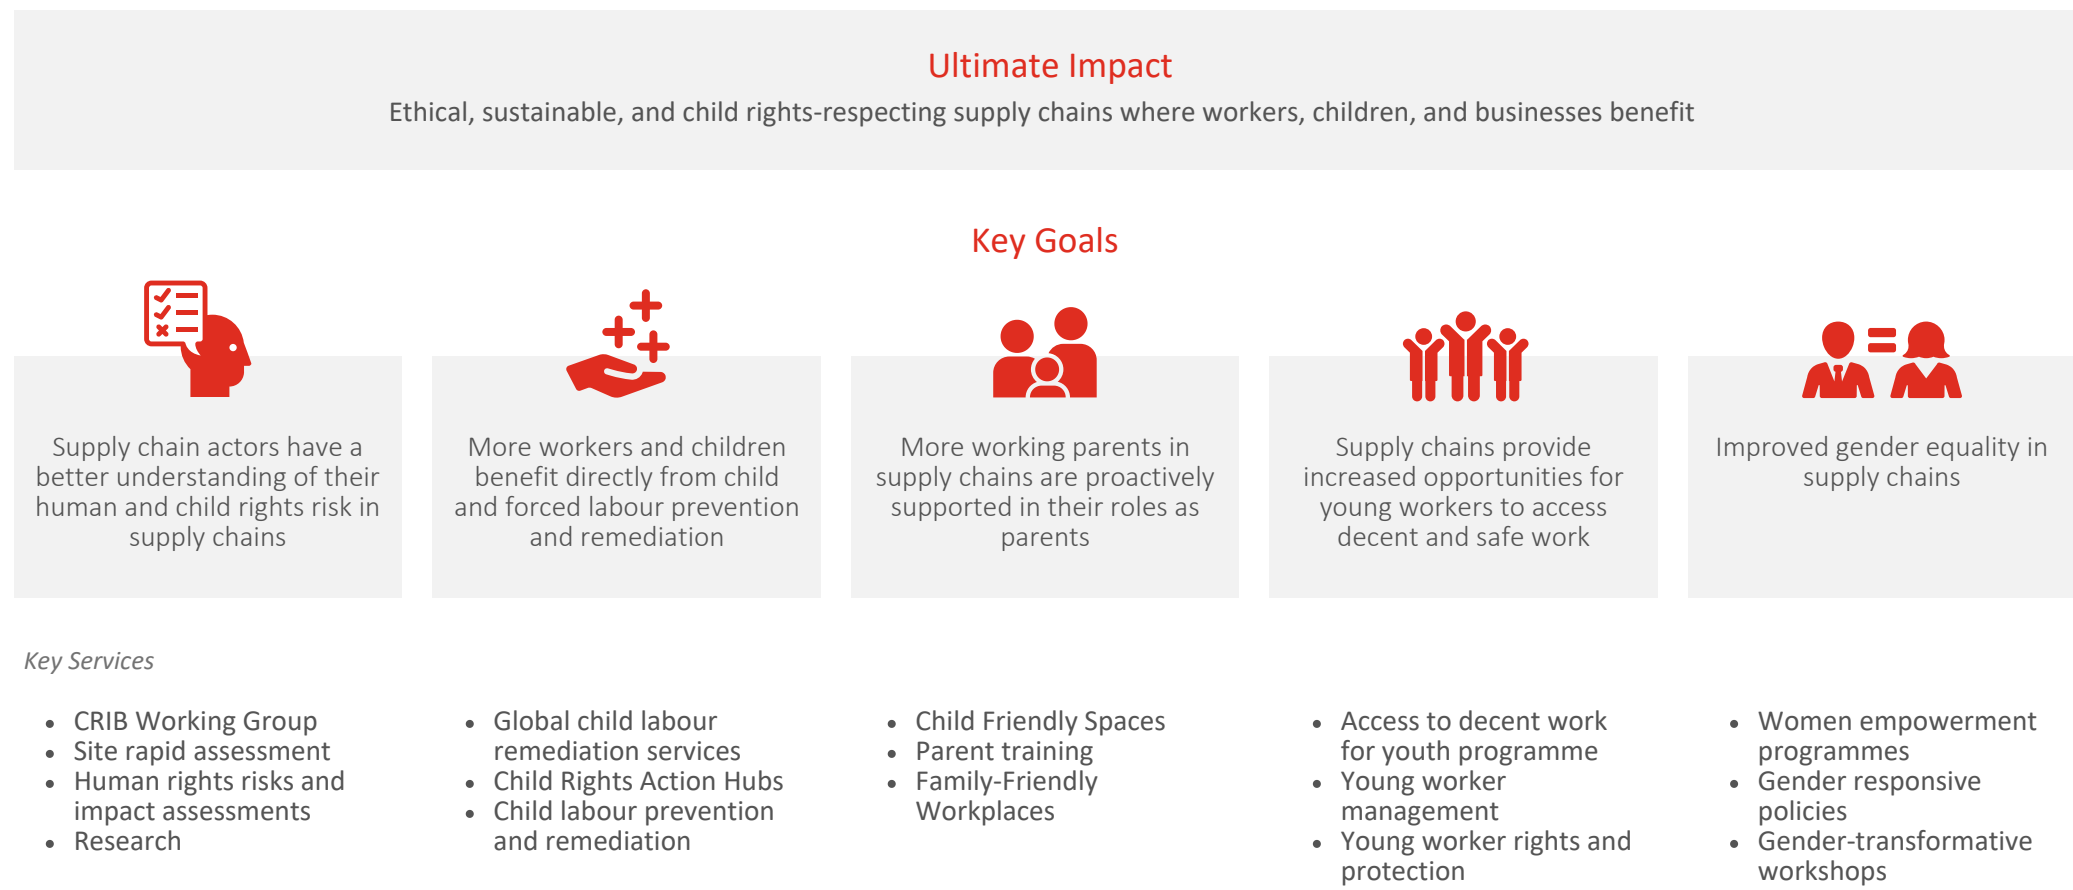 Ultimate Impact
Ethical, sustainable, and child rights-respecting supply chains where workers, children, and businesses benefit
Key Goals
Supply chain actors have a
better understanding of their
human and child rights risk in
supply chains
More workers and children
benefit directly from child
and forced labour prevention
and remediation
More working parents in
supply chains are proactively
supported in their roles as
parents
Supply chains provide
increased opportunities for
young workers to access
decent and safe work
Improved gender equality in
supply chains
Key Services
• CRIB Working Group
• Site rapid assessment
• Human rights risks and
impact assessments
• Research
• Global child labour
remediation services
• Child Rights Action Hubs
• Child labour prevention
and remediation
• Child Friendly Spaces
• Parent training
• Family-Friendly
Workplaces
• Access to decent work
for youth programme
• Young worker
management
• Young worker rights and
protection
• Women empowerment
programmes
• Gender responsive
policies
• Gender-transformative
workshops